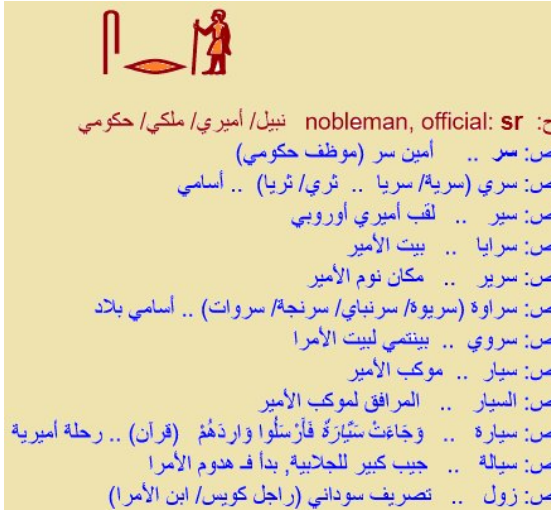 ح: nobleman, official: sr نبيل/ أميري/ ملكي/ حكومي
ص: سر .. أمين سر (موظف حكومي)
ص: سري (سرية/ سريا .. ثري/ ثريا) .. أسامي
ص: سير .. لقب أميري أوروبي
ص: سرايا .. بيت الأمير
ص: سرير .. مكان نوم الأمير
ص: سراوة (سريوة/ سرنباي/ سرنجة/ سروات) .. أسامي بلاد
ص: سروي .. بينتمي لبيت الأمرا
ص: سيار .. موكب الأمير
ص: السيار .. المرافق لموكب الأمير
ص: سيارة .. وَجَاءَتْ سَيَّارَةٌ فَأَرْسَلُوا وَارِدَهُمْ (قرآن) .. رحلة أميرية
ص: سيالة .. جيب كبير للجلابية, بدأ فـ هدوم الأمرا
ص: زول .. تصريف سوداني (راجل كويس/ ابن الأمرا)